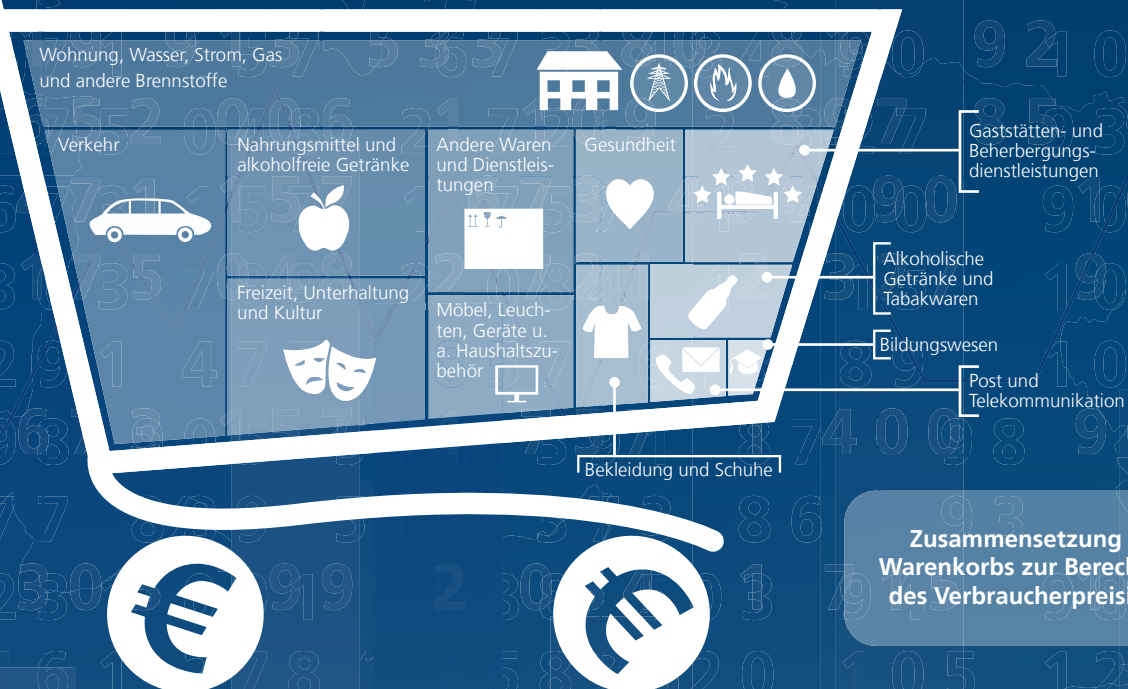 Wohnung, Wasser, Strom, Gas
und andere Brennstoffe
Verkehr
Nahrungsmittel und
alkoholfreie Getränke
Andere Waren
und Dienstleis-
tungen
Gesundheit
Gaststätten- und
Beherbergungs-
dienstleistungen
Freizeit, Unterhaltung
und Kultur
Möbel, Leuch-
ten, Geräte u.
a. Haushaltszu-
behör
Alkoholische
Getränke und
Tabakwaren
Bildungswesen
Post und
Telekommunikation
Bekleidung und Schuhe
Zusammensetzung
Warenkorbs zur Berech
des Verbraucherpreisi
€
€